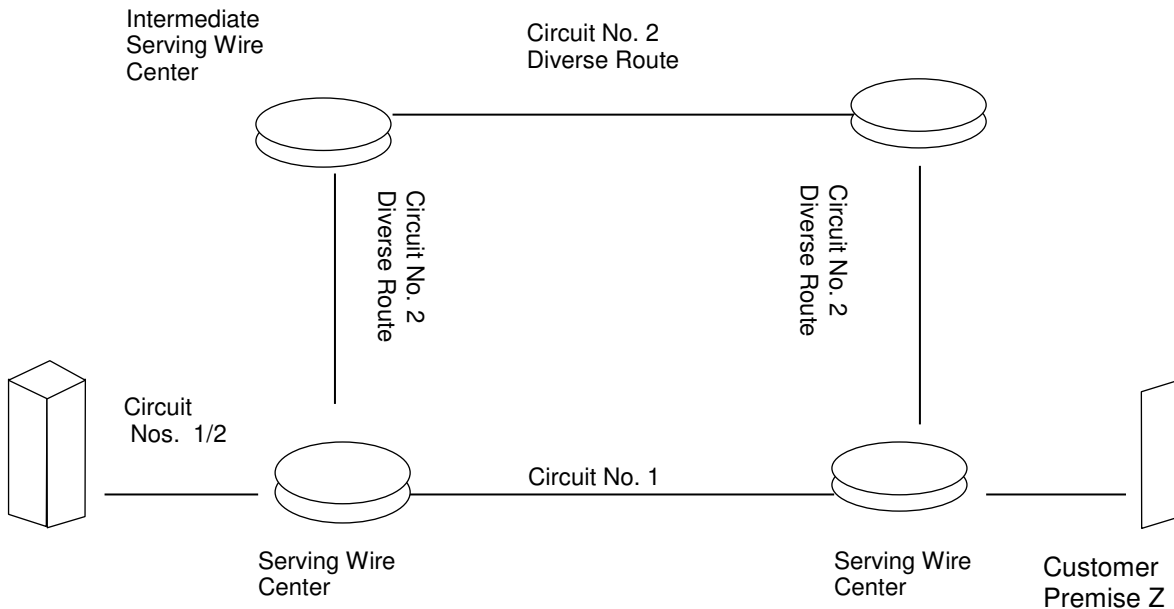 Intermediate
Serving Wire
Center
Circuit No. 2
Diverse Route
Circuit No. 2
Diverse Route
Circuit No. 2
Diverse Route
Circuit
Nos. 1/2
Circuit No. 1
Serving Wire
Center
Serving Wire
Center
Customer
Premise Z